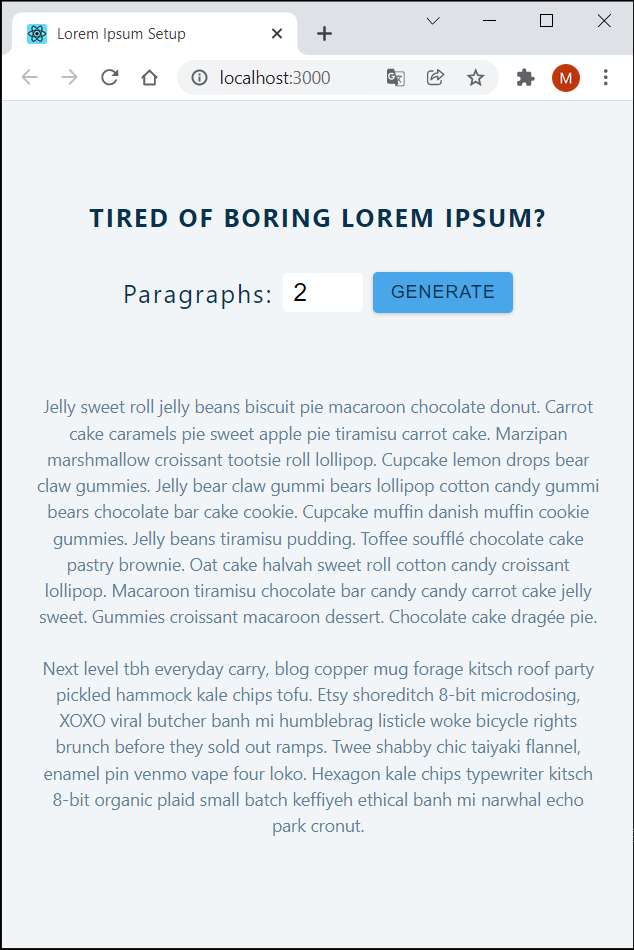 Lorem Ipsum Setup
localhost:3000
M
TIRED OF BORING LOREM IPSUM?
Paragraphs: 2 GENERATE
Jelly sweet roll jelly beans biscuit pie macaroon chocolate donut. Carrot
cake caramels pie sweet apple pie tiramisu carrot cake. Marzipan
marshmallow croissant tootsie roll lollipop. Cupcake lemon drops bear
claw gummies. Jelly bear claw gummi bears lollipop cotton candy gummi
bears chocolate bar cake cookie. Cupcake muffin danish muffin cookie
gummies. Jelly beans tiramisu pudding. Toffee soufflé chocolate cake
pastry brownie. Oat cake halvah sweet roll cotton candy croissant
lollipop. Macaroon tiramisu chocolate bar candy candy carrot cake jelly
sweet. Gummies croissant macaroon dessert. Chocolate cake dragée pie.
Next level tbh everyday carry, blog copper mug forage kitsch roof party
pickled hammock kale chips tofu. Etsy shoreditch 8-bit microdosing,
XOXO viral butcher banh mi humblebrag listicle woke bicycle rights
brunch before they sold out ramps. Twee shabby chic taiyaki flannel,
enamel pin venmo vape four loko. Hexagon kale chips typewriter kitsch
8-bit organic plaid small batch keffiyeh ethical banh mi narwhal echo
park cronut.